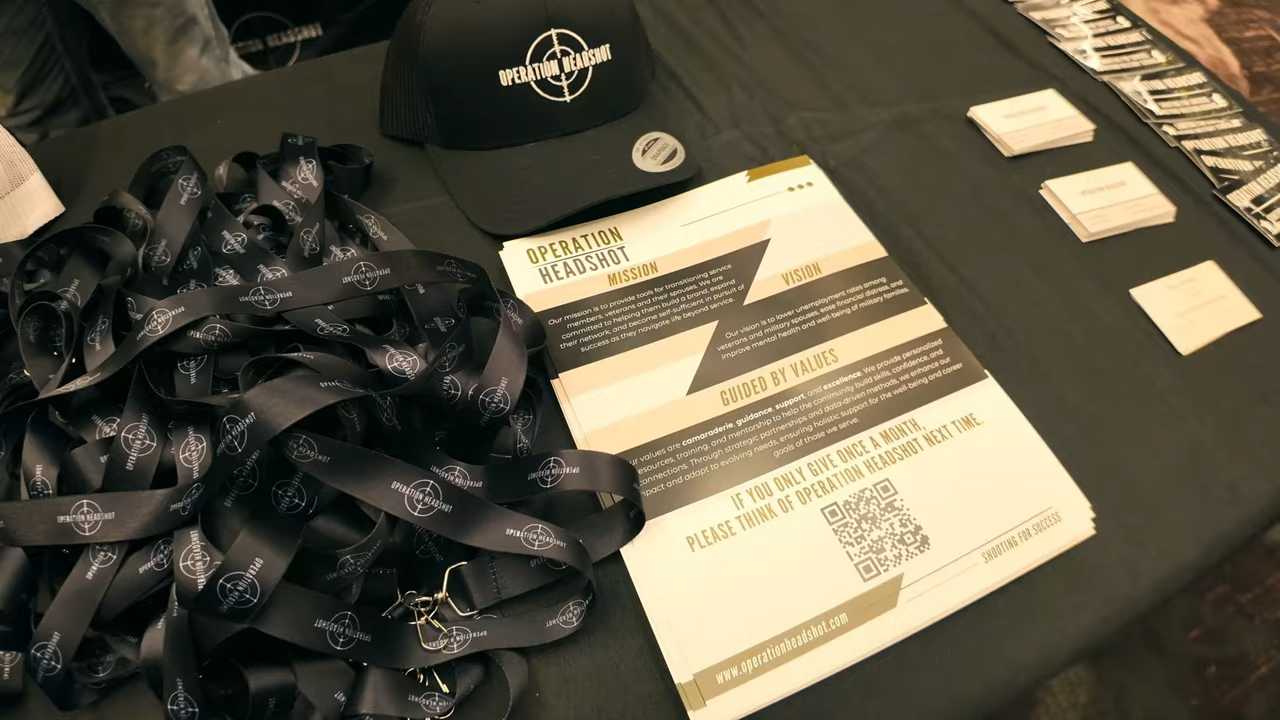 OPERATION HEADSHOT
OPERATION
HEADSHOT
MISSION
Our mission is to provide tools for transitioning service
members, veterans and their spouses. We are
committed to helping them build a brand, expand
their network, and become self-sufficient in pursuit of
success as they navigate life beyond service.
VISION
Our vision is to lower unemployment rates among
veterans and military spouses, ease financial distress, and
improve mental health and well-being of military families.
GUIDED BY VALUES
values are camaraderie, guidance, support, and excellence. We provide personalized
resources, training, and mentorship to help the community build skills, confidence, and
connections. Through strategic partnerships and data-driven methods, we enhance our
impact and adapt to evolving needs, ensuring holistic support for the well-being and career
goals of those we serve.
IF YOU ONLY GIVE ONCE A MONTH,
PLEASE THINK OF OPERATION HEADSHOT NEXT TIME.
SHOOTING FOR SUCCESS
www.operationheadshot.com
OPERATION HEADSHOT
OPERATION HEADSHOT
OPERATION HEADSHOT
OPERATION HEADSHOT